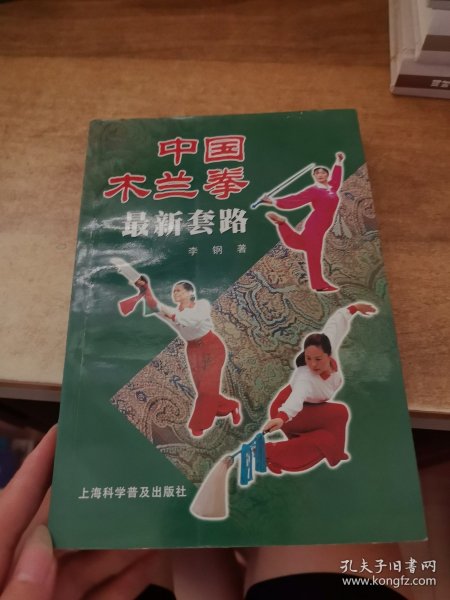 中国
木兰拳
最新套路
李钢 著
上海科学普及出版社
孔夫子旧书网
www.kongfz.com